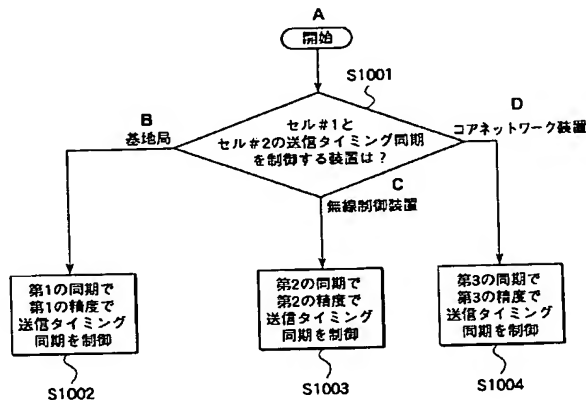 A
開始
S1001
B
基地局
セル#1と
セル#2の送信タイミング同期
を制御する装置は?
D
コアネットワーク装置
C
無線制御装置
第1の同期で
第1の精度で
送信タイミング
同期を制御
S1002
第2の同期で
第2の精度で
送信タイミング
同期を制御
S1003
第3の同期で
第3の精度で
送信タイミング
同期を制御
S1004